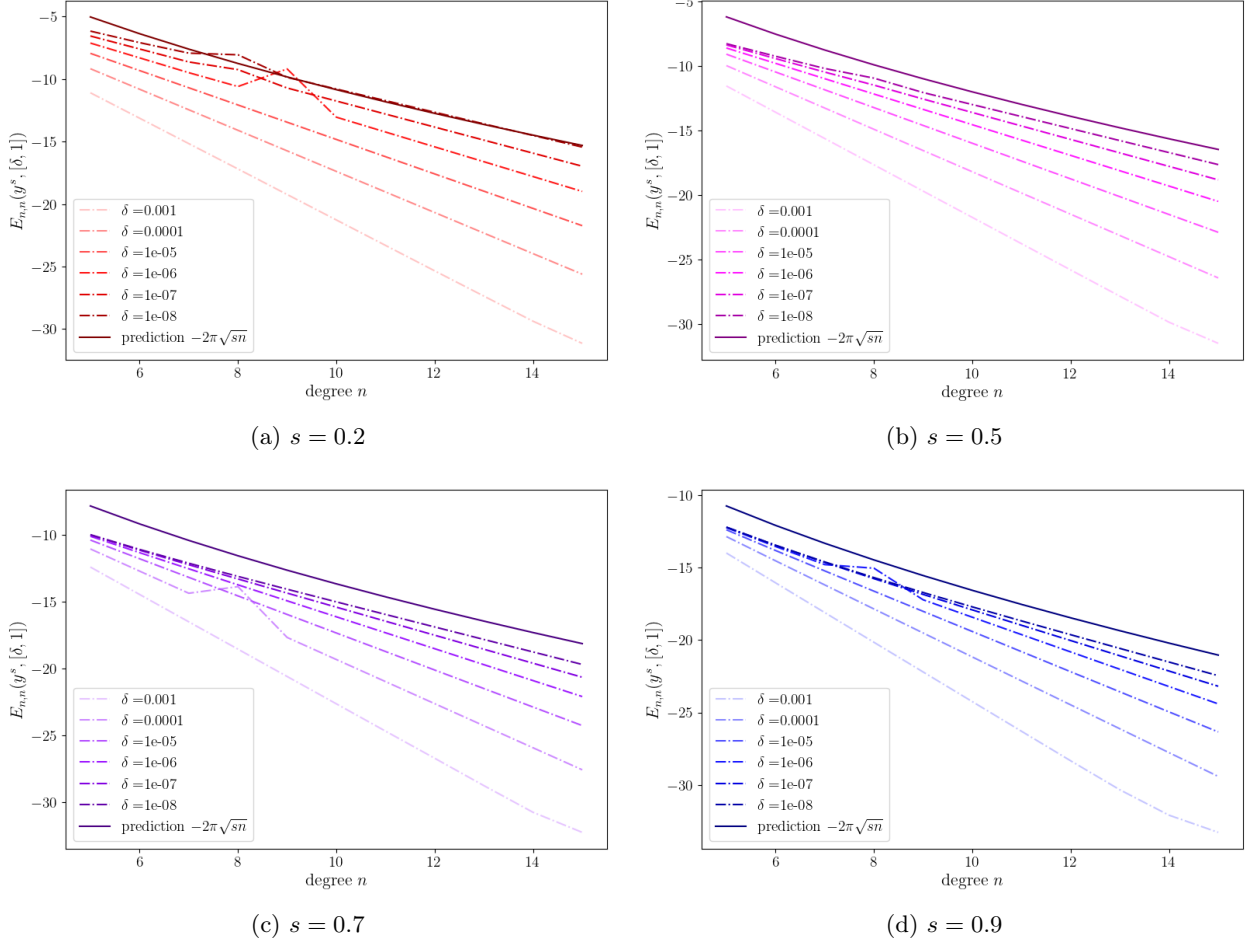 −5
−10
−15
−20
−25
−30
E_{n,n}(y^s, [δ, 1])
δ =0.001
δ =0.0001
δ =1e-05
δ =1e-06
δ =1e-07
δ =1e-08
prediction −2π√sn
6 8 10 12 14
degree n
(a) s = 0.2
−5
−10
−15
−20
−25
−30
E_{n,n}(y^s, [δ, 1])
δ =0.001
δ =0.0001
δ =1e-05
δ =1e-06
δ =1e-07
δ =1e-08
prediction −2π√sn
6 8 10 12 14
degree n
(b) s = 0.5
−10
−15
−20
−25
−30
E_{n,n}(y^s, [δ, 1])
δ =0.001
δ =0.0001
δ =1e-05
δ =1e-06
δ =1e-07
δ =1e-08
prediction −2π√sn
6 8 10 12 14
degree n
(c) s = 0.7
−10
−15
−20
−25
−30
E_{n,n}(y^s, [δ, 1])
δ =0.001
δ =0.0001
δ =1e-05
δ =1e-06
δ =1e-07
δ =1e-08
prediction −2π√sn
6 8 10 12 14
degree n
(d) s = 0.9